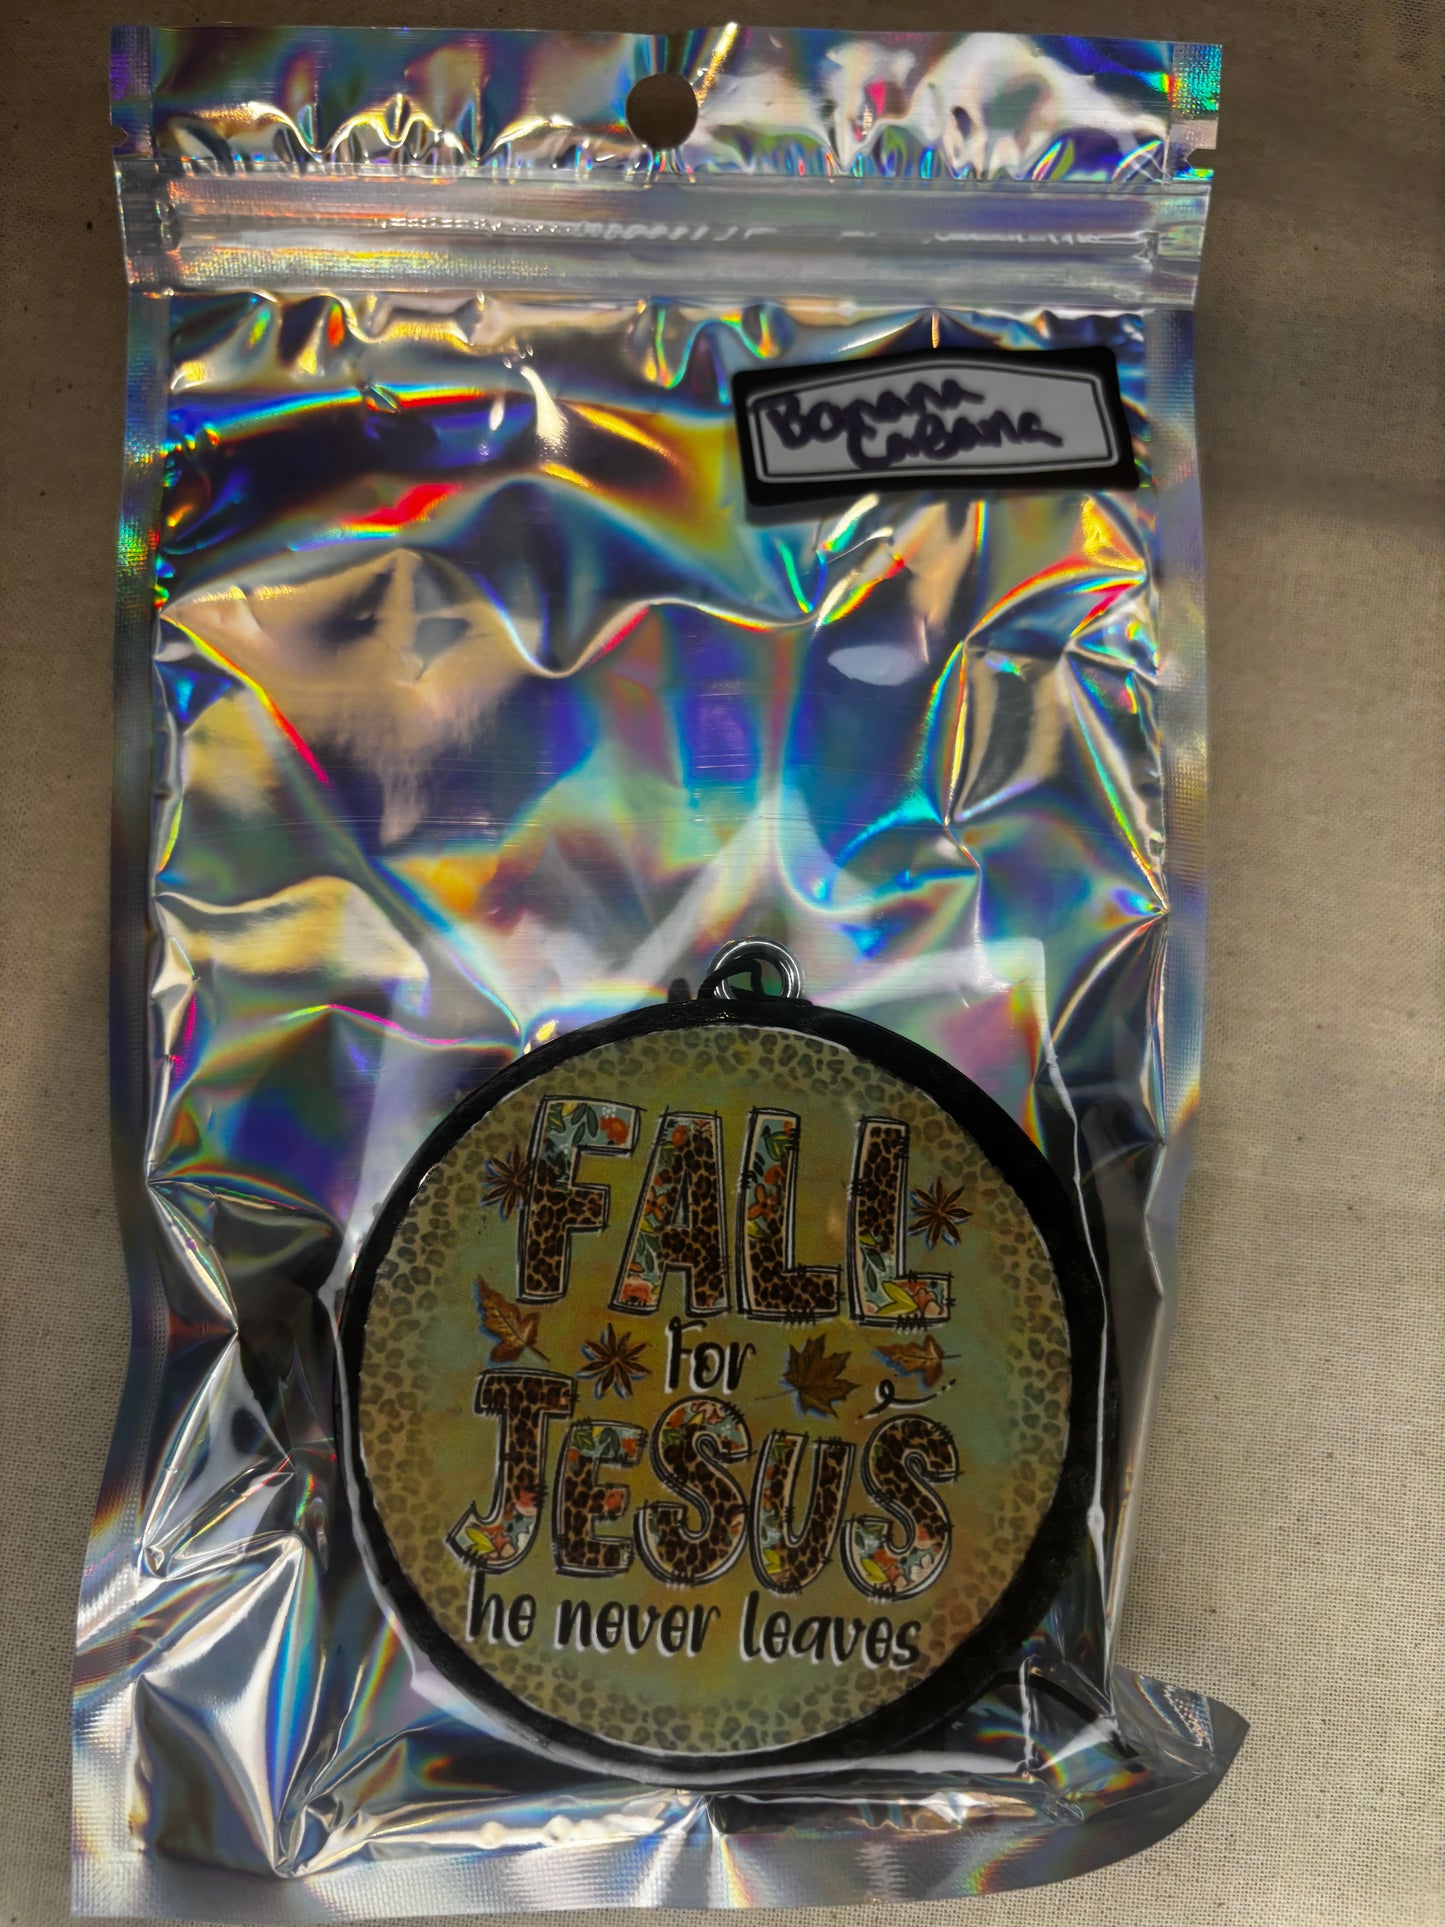 Banana
Cabana
FALL
For
JESUS
he never leaves